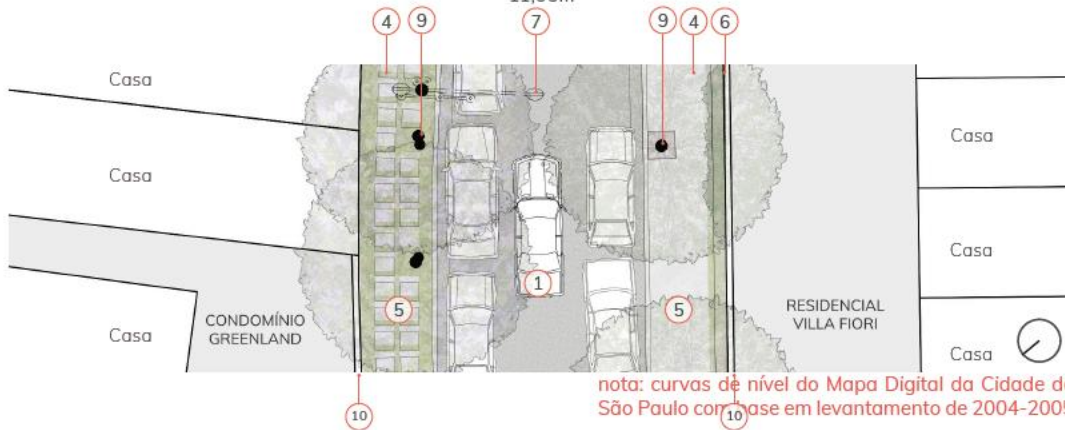 4 9 7 9 4 6
Casa
Casa
Casa
Casa
1
5 5
Casa
CONDOMÍNIO
GREENLAND
RESIDENCIAL
VILLA FIORI
Casa
Casa
10 10
nota: curvas de nível do Mapa Digital da Cidade d
São Paulo com base em levantamento de 2004-2005